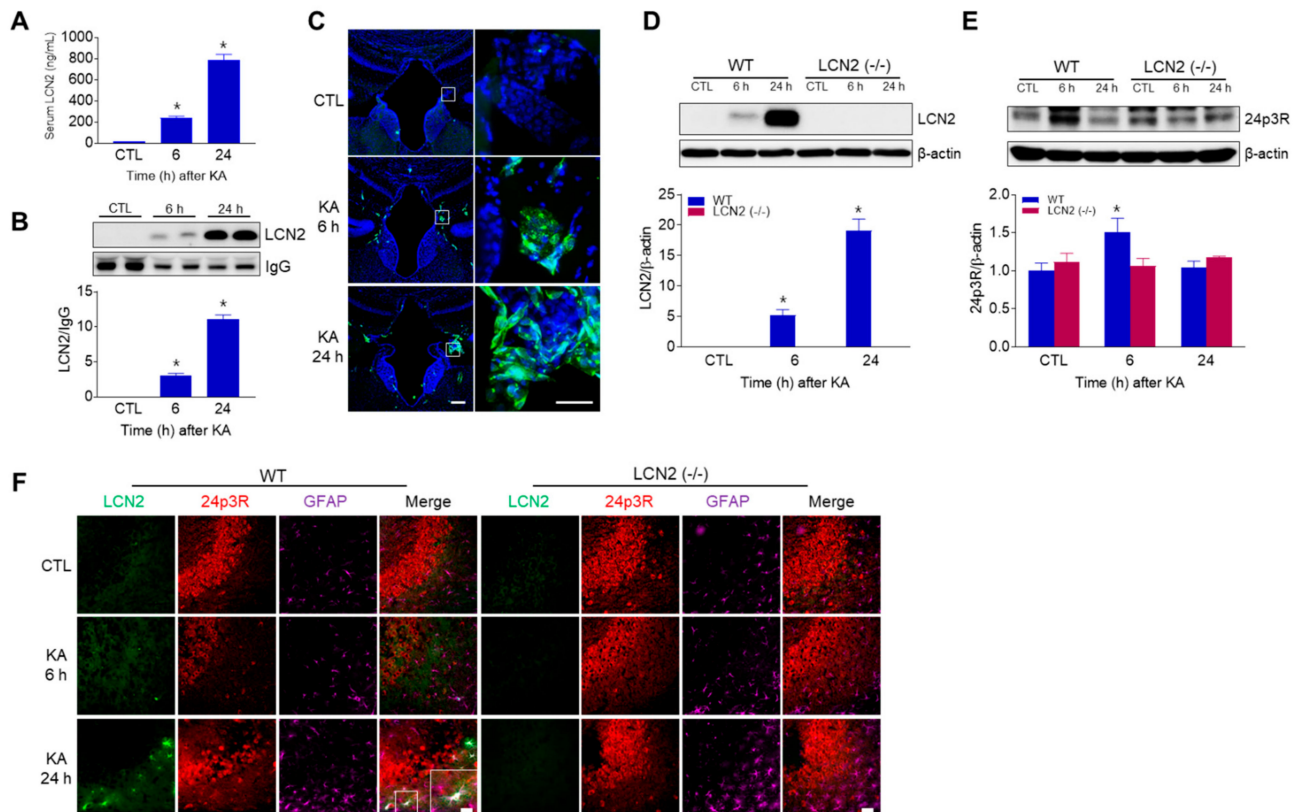 A
Serum LCN2 (ng/mL)
1000
800
600
400
200
0
*
*
CTL 6 24
Time (h) after KA
B
CTL 6 h 24 h
LCN2
IgG
LCN2/IgG
15
10
5
0
*
*
CTL 6 24
Time (h) after KA
C
CTL
KA
6 h
KA
24 h
D
WT LCN2 (-/-)
CTL 6 h 24 h CTL 6 h 24 h
LCN2
β-actin
LCN2/β-actin
25
20
15
10
5
0
WT
LCN2 (-/-)
*
*
CTL 6 24
Time (h) after KA
E
WT LCN2 (-/-)
CTL 6 h 24 h CTL 6 h 24 h
24p3R
β-actin
24p3R/β-actin
2.0
1.5
1.0
0.5
0.0
WT
LCN2 (-/-)
*
CTL 6 24
Time (h) after KA
F
WT LCN2 (-/-)
LCN2 24p3R GFAP Merge LCN2 24p3R GFAP Merge
CTL
KA
6 h
KA
24 h